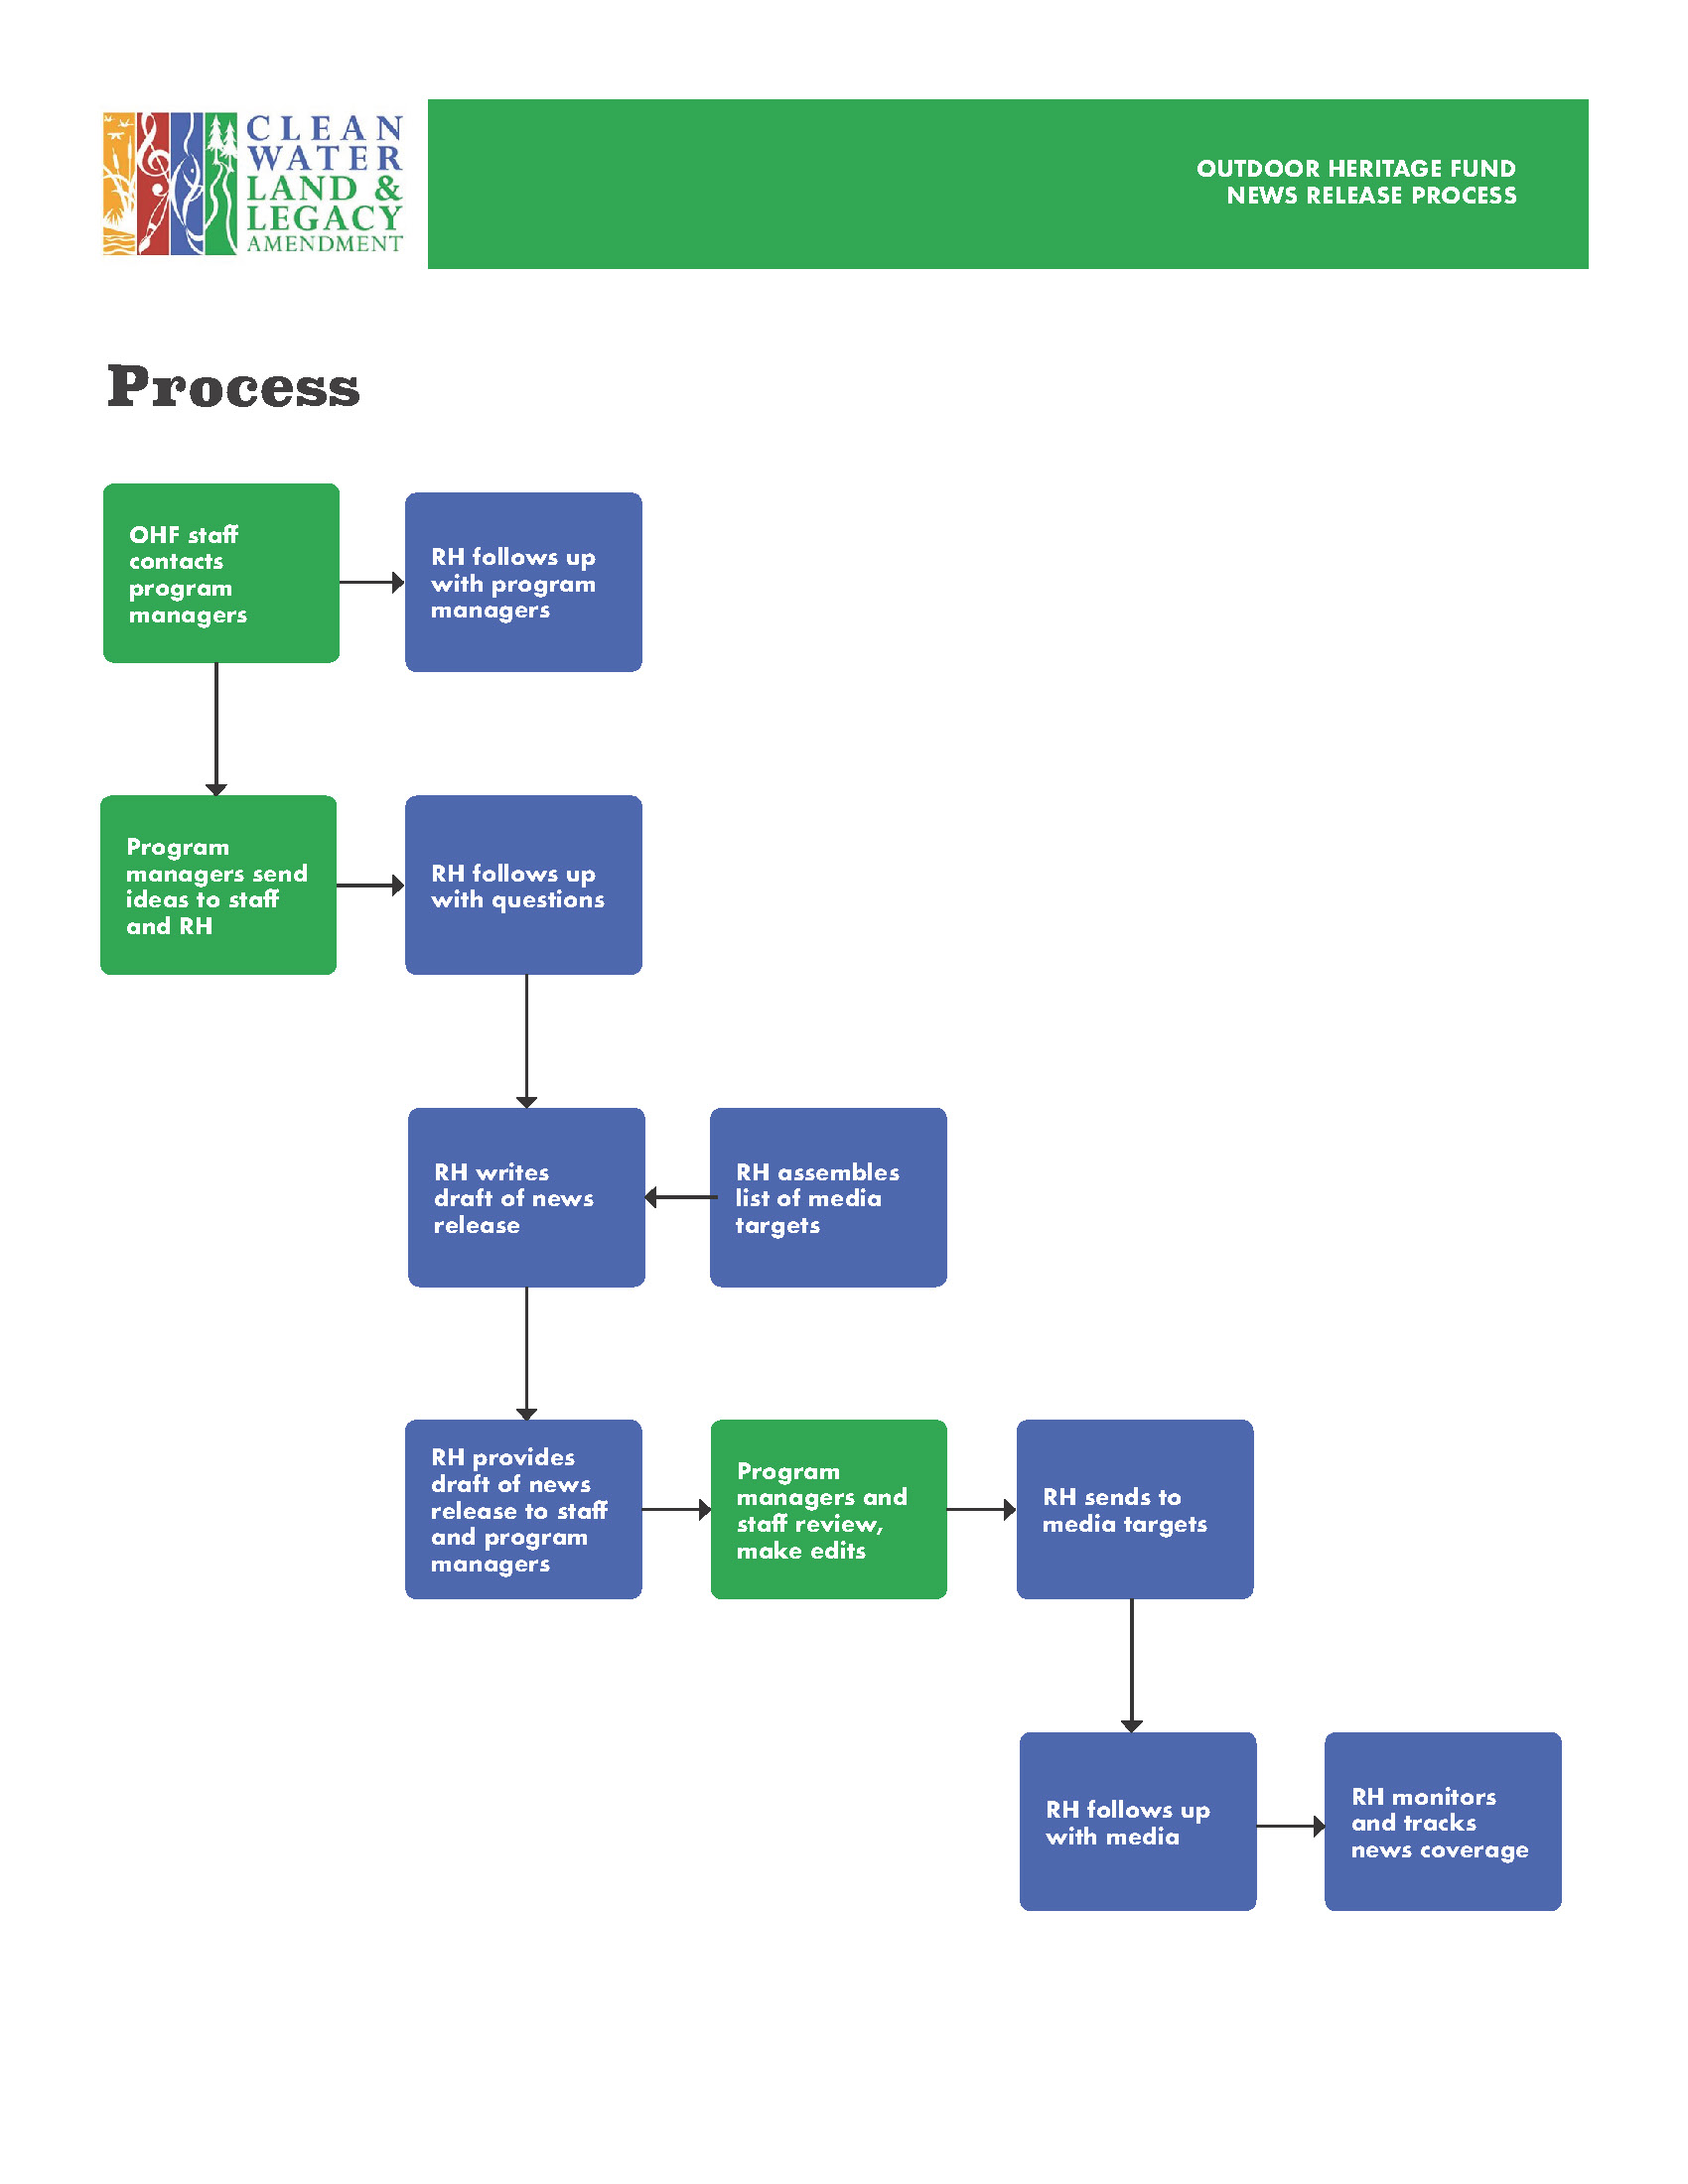 CLEAN
WATER
LAND &
LEGACY
AMENDMENT
OUTDOOR HERITAGE FUND
NEWS RELEASE PROCESS
Process
OHF staff
contacts
program
managers
RH follows up
with program
managers
Program
managers send
ideas to staff
and RH
RH follows up
with questions
RH writes
draft of news
release
RH assembles
list of media
targets
RH provides
draft of news
release to staff
and program
managers
Program
managers and
staff review,
make edits
RH sends to
media targets
RH follows up
with media
RH monitors
and tracks
news coverage